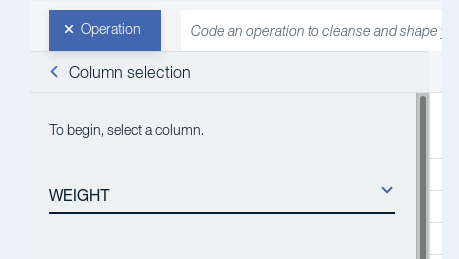 × Operation
Code an operation to cleanse and shape
Column selection
To begin, select a column.
WEIGHT